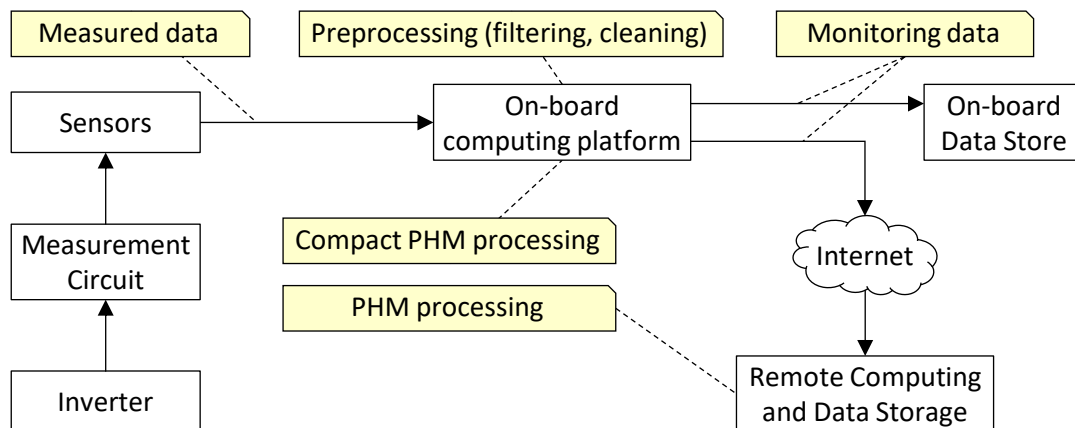 Measured data
Preprocessing (filtering, cleaning)
Monitoring data
Sensors
On-board
computing platform
On-board
Data Store
Measurement
Circuit
Compact PHM processing
Internet
PHM processing
Inverter
Remote Computing
and Data Storage